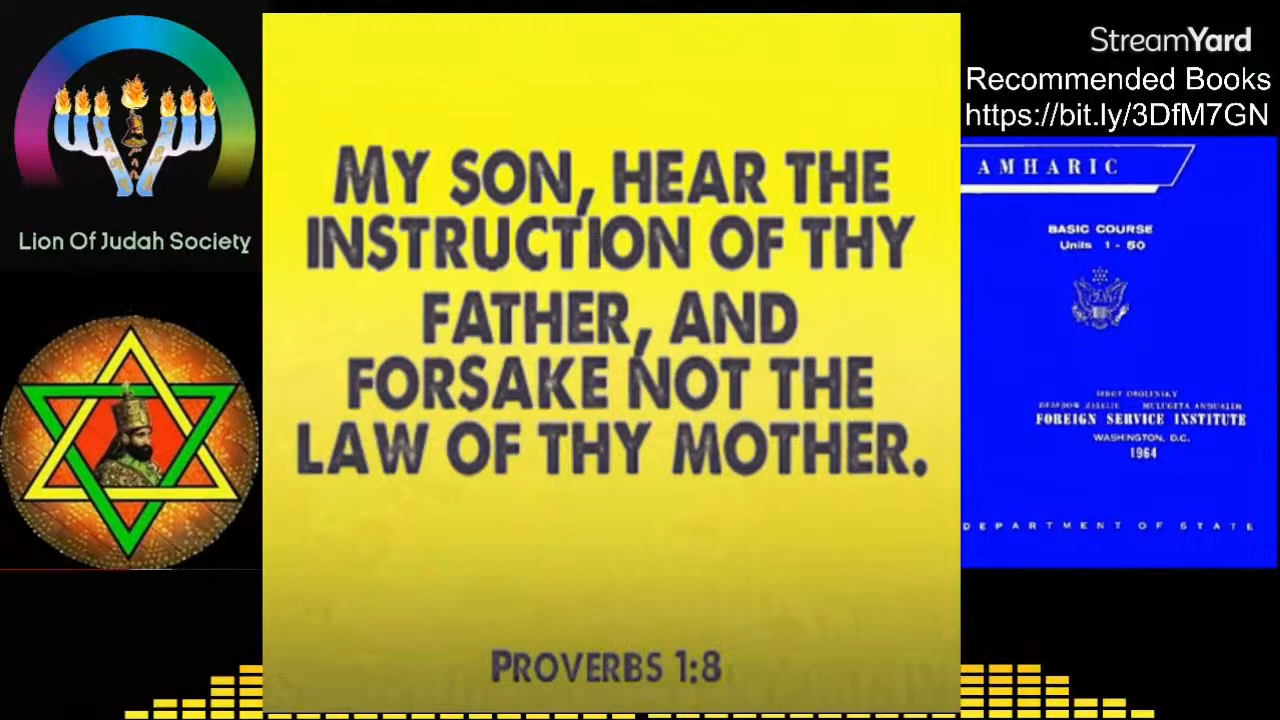 Lion Of Judah Society
MY SON, HEAR THE
INSTRUCTION OF THY
FATHER, AND
FORSAKE NOT THE
LAW OF THY MOTHER.
PROVERBS 1:8
StreamYard
Recommended Books
https://bit.ly/3DfM7GN
AMHARIC
BASIC COURSE
Units 1 - 50
FOREIGN SERVICE INSTITUTE
WASHINGTON, D.C.
1964
DEPARTMENT OF STATE